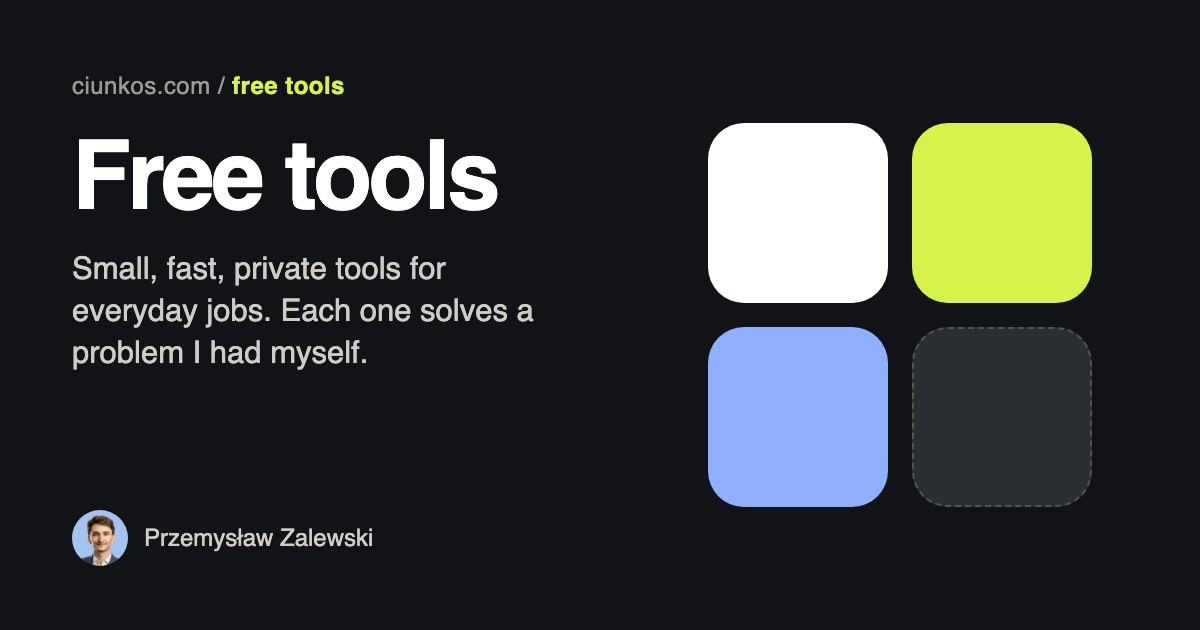 ciunkos.com / free tools
Free tools
Small, fast, private tools for
everyday jobs. Each one solves a
problem I had myself.
Przemysław Zalewski